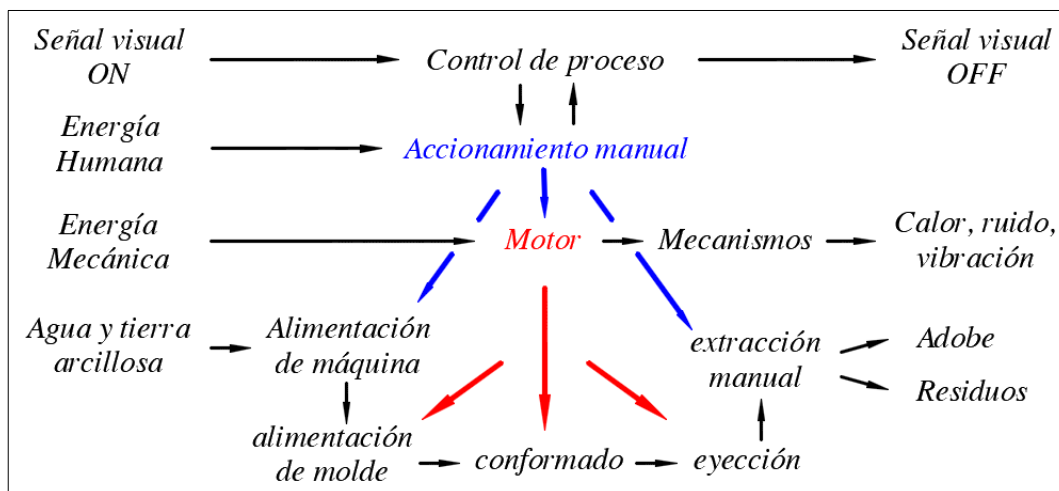 Señal visual
ON
Control de proceso
Señal visual
OFF
Energía
Humana
Accionamiento manual
Energía
Mecánica
Motor
Mecanismos
Calor, ruido,
vibración
Agua y tierra
arcillosa
Alimentación
de máquina
extracción
manual
Adobe
Residuos
alimentación
de molde
conformado
eyección